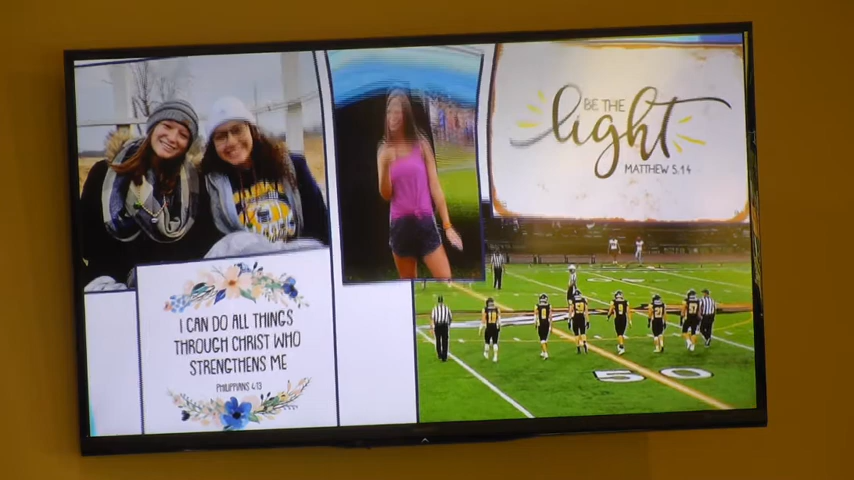 BE THE
light
MATTHEW 5:14
I CAN DO ALL THINGS
THROUGH CHRIST WHO
STRENGTHENS ME
PHILIPPIANS 4:13
50